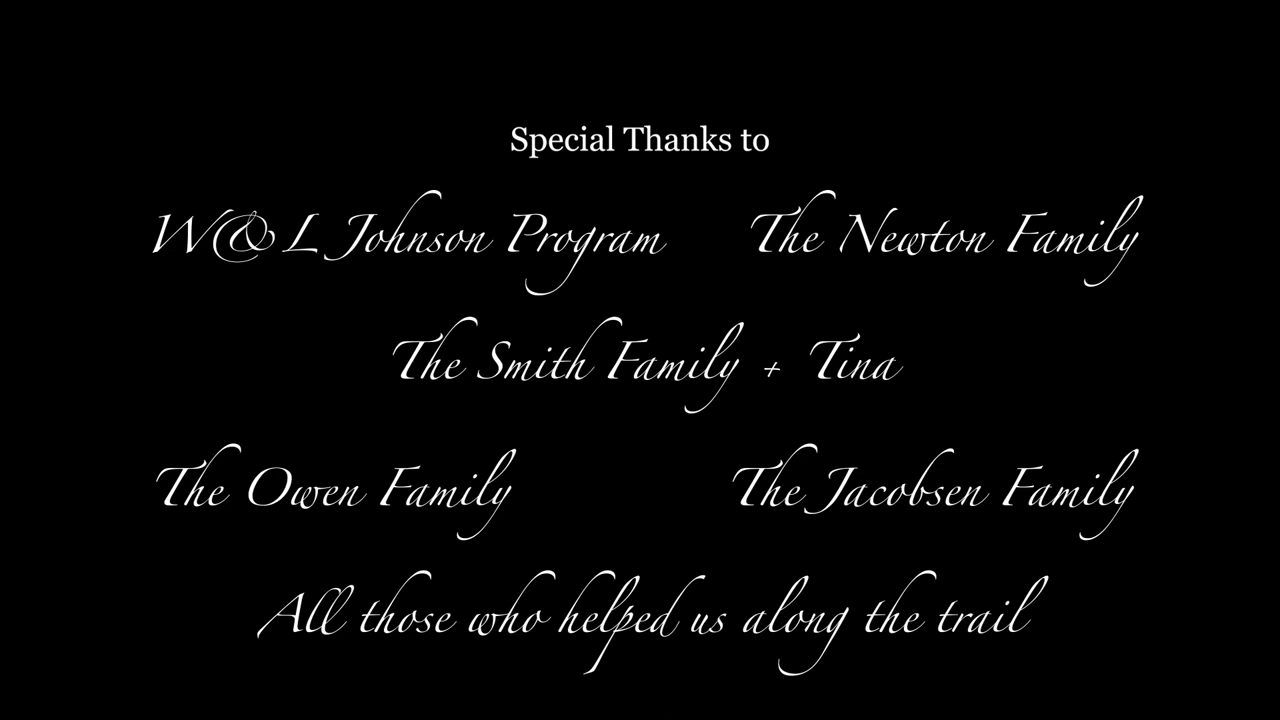 Special Thanks to
W&L Johnson Program The Newton Family
The Smith Family + Tina
The Owen Family The Jacobsen Family
All those who helped us along the trail